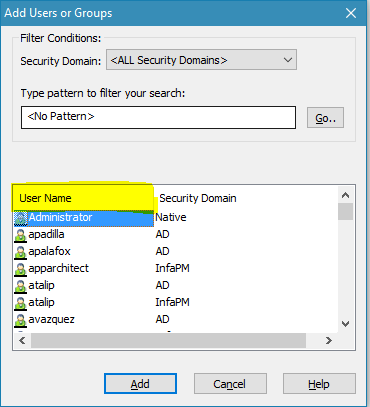 Add Users or Groups
Filter Conditions:
Security Domain: <ALL Security Domains>
Type pattern to filter your search:
<No Pattern> Go..
User Name Security Domain
Administrator Native
apadilla AD
apalafox AD
apparchitect InfaPM
atalip AD
atalip InfaPM
avazquez AD
Add Cancel Help